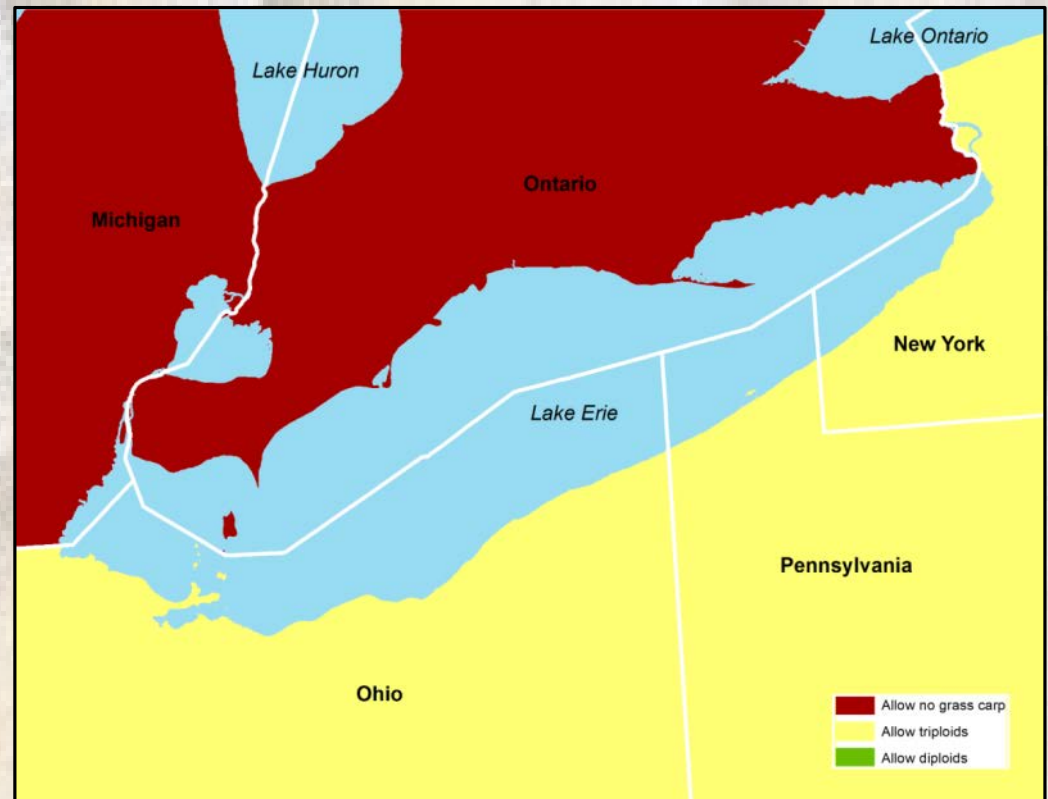 Lake Ontario
Lake Huron
Ontario
Michigan
New York
Lake Erie
Pennsylvania
Ohio
Allow no grass carp
Allow triploids
Allow diploids